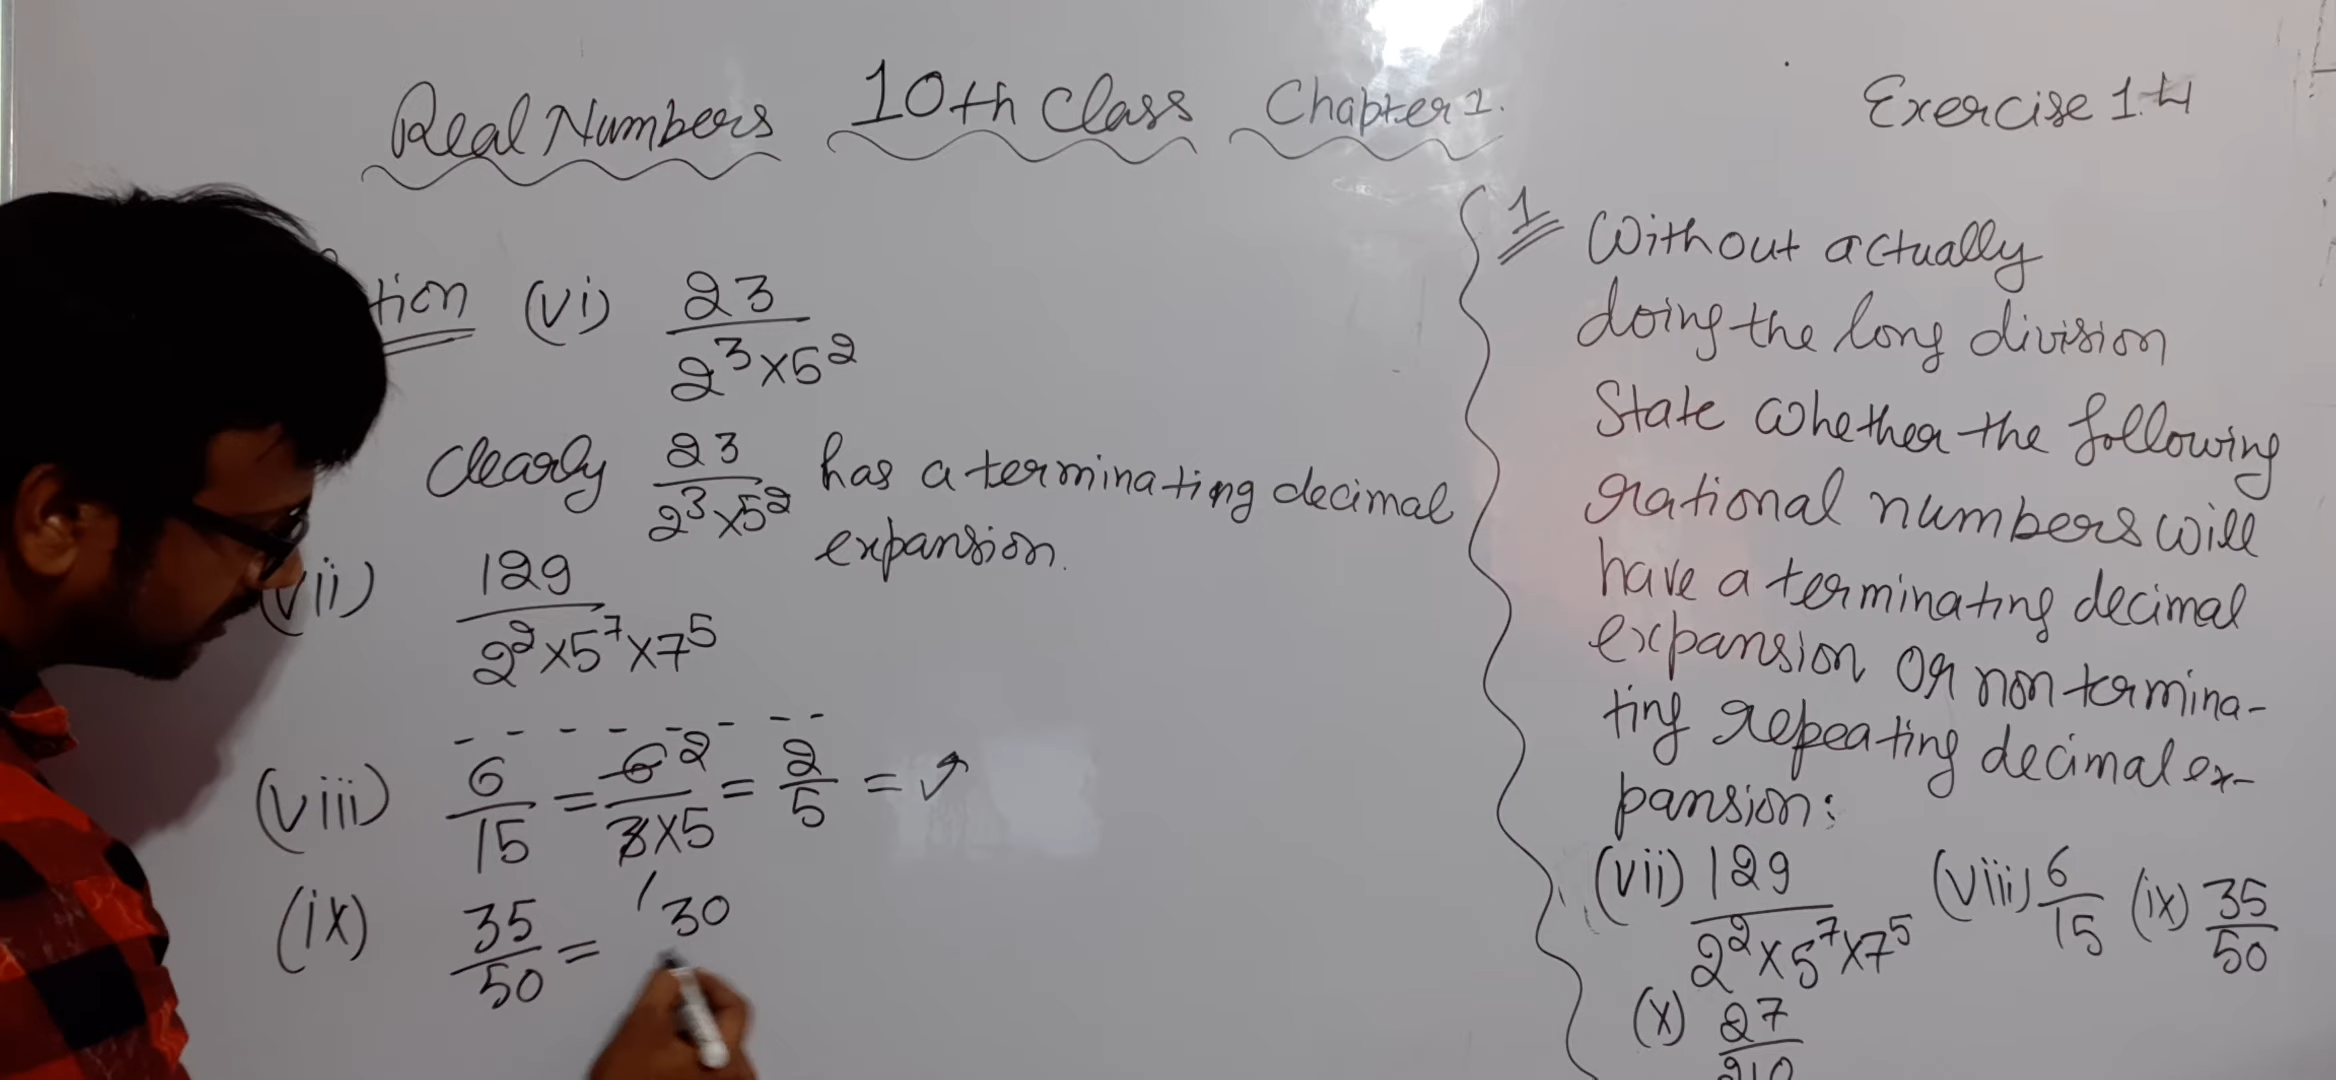 Real Numbers 10th Class Chapter 1.
Exercise 1.4
tion (vi) 23
2³×5²
Clearly 23 has a terminating decimal
2³×5²
expansion.
(vii) 129
2²×5⁷×7⁵
(viii) 6/15 = 6 2/3×5 = 2/5 =
(ix) 35/50 = 30
1 Without actually
doing the long division
State whether the following
rational numbers will
have a terminating decimal
expansion or non termina-
ting repeating decimal ex-
pansion:
(vii) 129 (viii) 6 (ix) 35
2²×5⁷×7⁵ 15 50
(x) 27
210